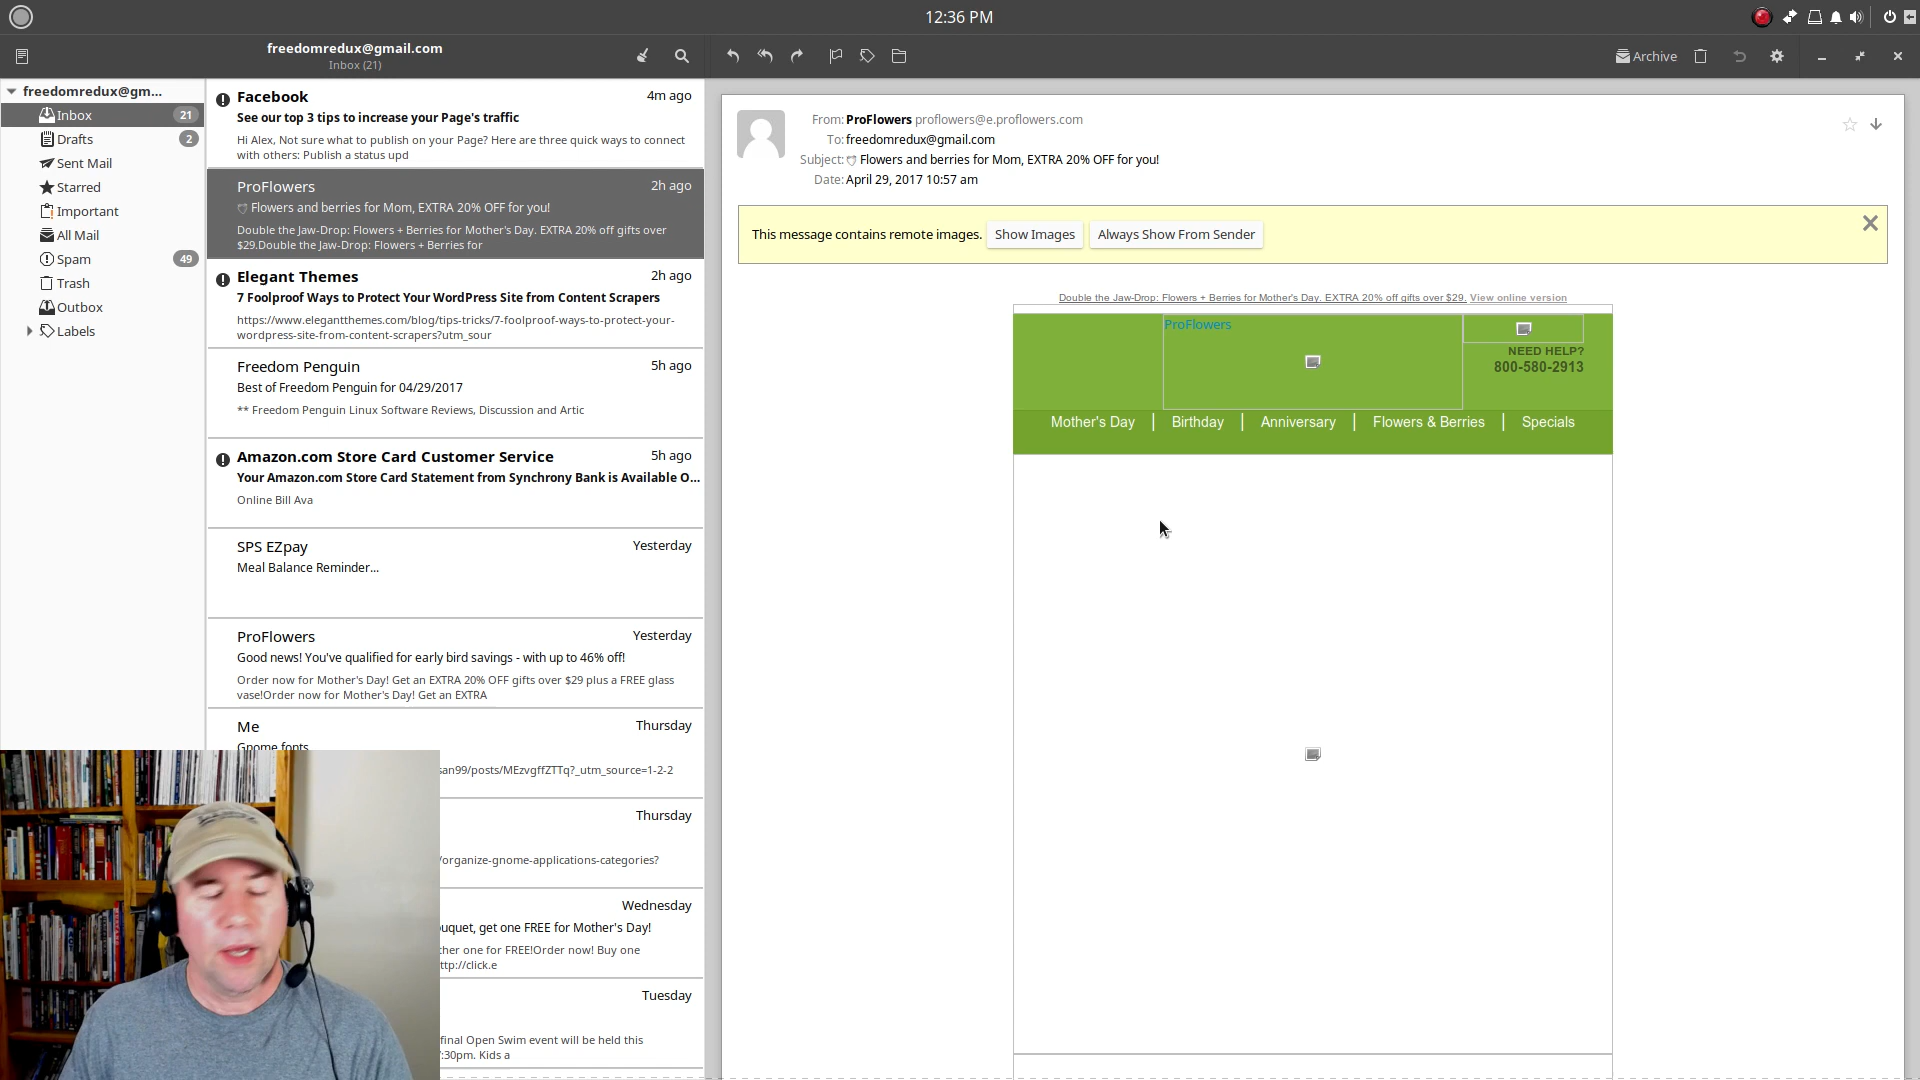 12:36 PM
freedomredux@gmail.com
Inbox (21)
Archive
freedomredux@gm...
Inbox 21
Drafts 2
Sent Mail
Starred
Important
All Mail
Spam 49
Trash
Outbox
Labels
Facebook 4m ago
See our top 3 tips to increase your Page's traffic
Hi Alex, Not sure what to publish on your Page? Here are three quick ways to connect
with others: Publish a status upd
ProFlowers 2h ago
Flowers and berries for Mom, EXTRA 20% OFF for you!
Double the Jaw-Drop: Flowers + Berries for Mother's Day. EXTRA 20% off gifts over
$29.Double the Jaw-Drop: Flowers + Berries for
Elegant Themes 2h ago
7 Foolproof Ways to Protect Your WordPress Site from Content Scrapers
https://www.elegantthemes.com/blog/tips-tricks/7-foolproof-ways-to-protect-your-
wordpress-site-from-content-scrapers?utm_sour
Freedom Penguin 5h ago
Best of Freedom Penguin for 04/29/2017
** Freedom Penguin Linux Software Reviews, Discussion and Artic
Amazon.com Store Card Customer Service 5h ago
Your Amazon.com Store Card Statement from Synchrony Bank is Available O...
Online Bill Ava
SPS EZpay Yesterday
Meal Balance Reminder...
ProFlowers Yesterday
Good news! You've qualified for early bird savings - with up to 46% off!
Order now for Mother's Day! Get an EXTRA 20% OFF gifts over $29 plus a FREE glass
vase!Order now for Mother's Day! Get an EXTRA
Me Thursday
Gnome fonts
san99/posts/MEzvgffZTTq?_utm_source=1-2-2
Thursday
/organize-gnome-applications-categories?
Wednesday
ouquet, get one FREE for Mother's Day!
ther one for FREE!Order now! Buy one
ttp://click.e
Tuesday
final Open Swim event will be held this
:30pm. Kids a
From: ProFlowers proflowers@e.proflowers.com
To: freedomredux@gmail.com
Subject: Flowers and berries for Mom, EXTRA 20% OFF for you!
Date: April 29, 2017 10:57 am
This message contains remote images. Show Images Always Show From Sender
Double the Jaw-Drop: Flowers + Berries for Mother's Day. EXTRA 20% off gifts over $29. View online version
ProFlowers
NEED HELP?
800-580-2913
Mother's Day | Birthday | Anniversary | Flowers & Berries | Specials